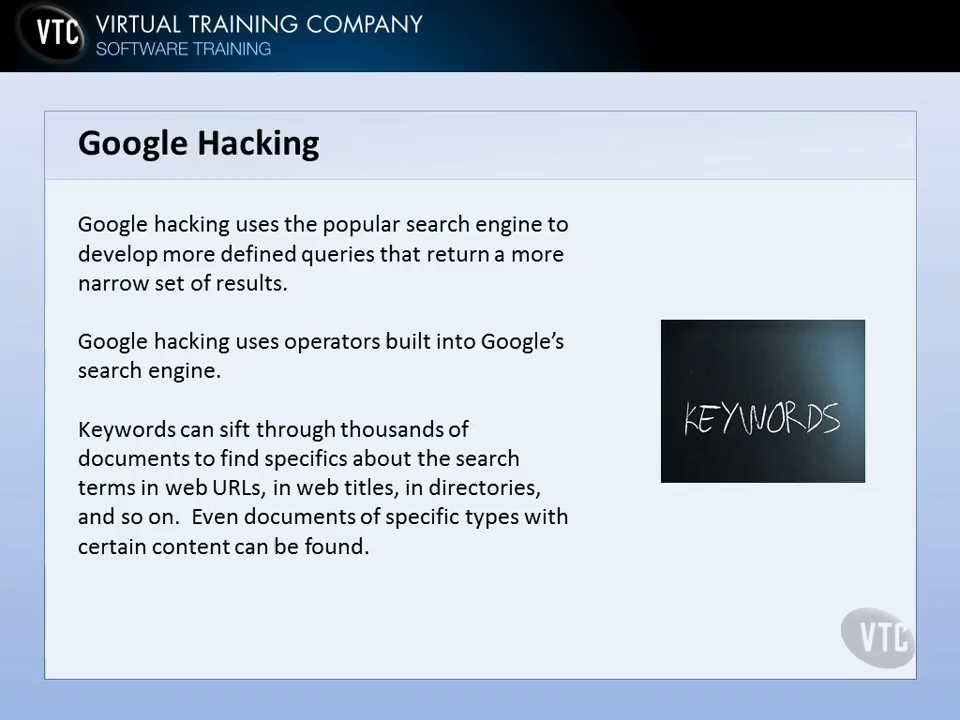 VTC VIRTUAL TRAINING COMPANY
SOFTWARE TRAINING
Google Hacking
Google hacking uses the popular search engine to
develop more defined queries that return a more
narrow set of results.
Google hacking uses operators built into Google’s
search engine.
Keywords can sift through thousands of
documents to find specifics about the search
terms in web URLs, in web titles, in directories,
and so on.  Even documents of specific types with
certain content can be found.
KEYWORDS
VTC